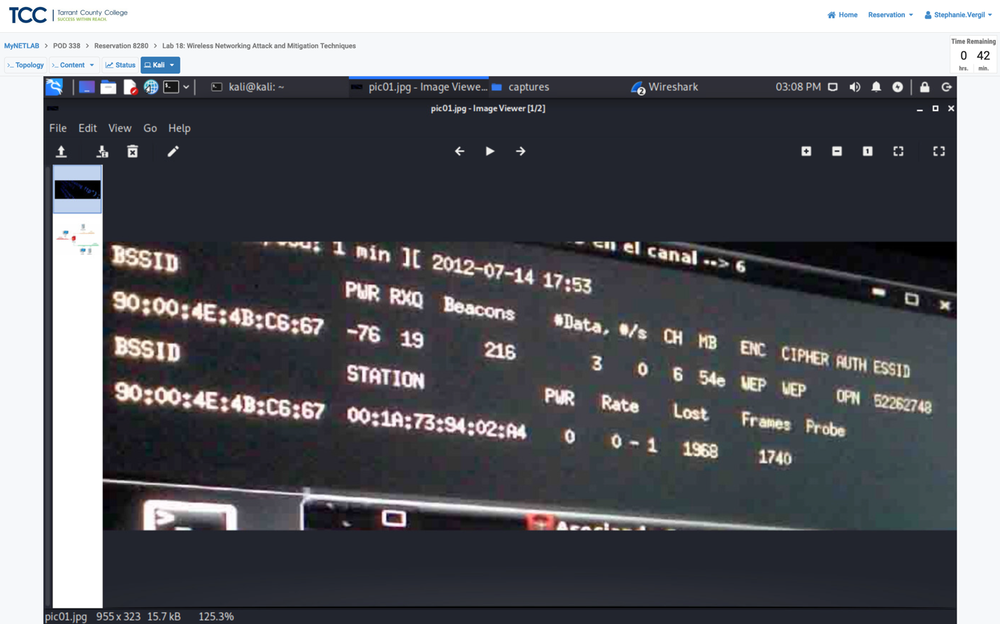 TCC
Tarrant County College
SUCCESS WITHIN REACH.
Home
Reservation
Stephanie.Vergil
MyNETLAB > POD 338 > Reservation 8280 > Lab 18: Wireless Networking Attack and Mitigation Techniques
Time Remaining
0 42
hrs. min.
>_ Topology
>_ Content
Status
Kali
kali@kali: ~
pic01.jpg - Image Viewe...
captures
2
Wireshark
03:08 PM
pic01.jpg - Image Viewer [1/2]
File Edit View Go Help
1
en el canal --> 6
1 min ][ 2012-07-14 17:53
BSSID PWR RXQ Beacons #Data, #/s CH MB ENC CIPHER AUTH ESSID
90:00:4E:4B:C6:67 -76 19 216 3 0 6 54e WEP WEP OPN 52262748
BSSID STATION PWR Rate Lost Frames Probe
90:00:4E:4B:C6:67 00:1A:73:94:02:A4 0 0 - 1 1968 1740
pic01.jpg 955 x 323 15.7 kB 125.3%